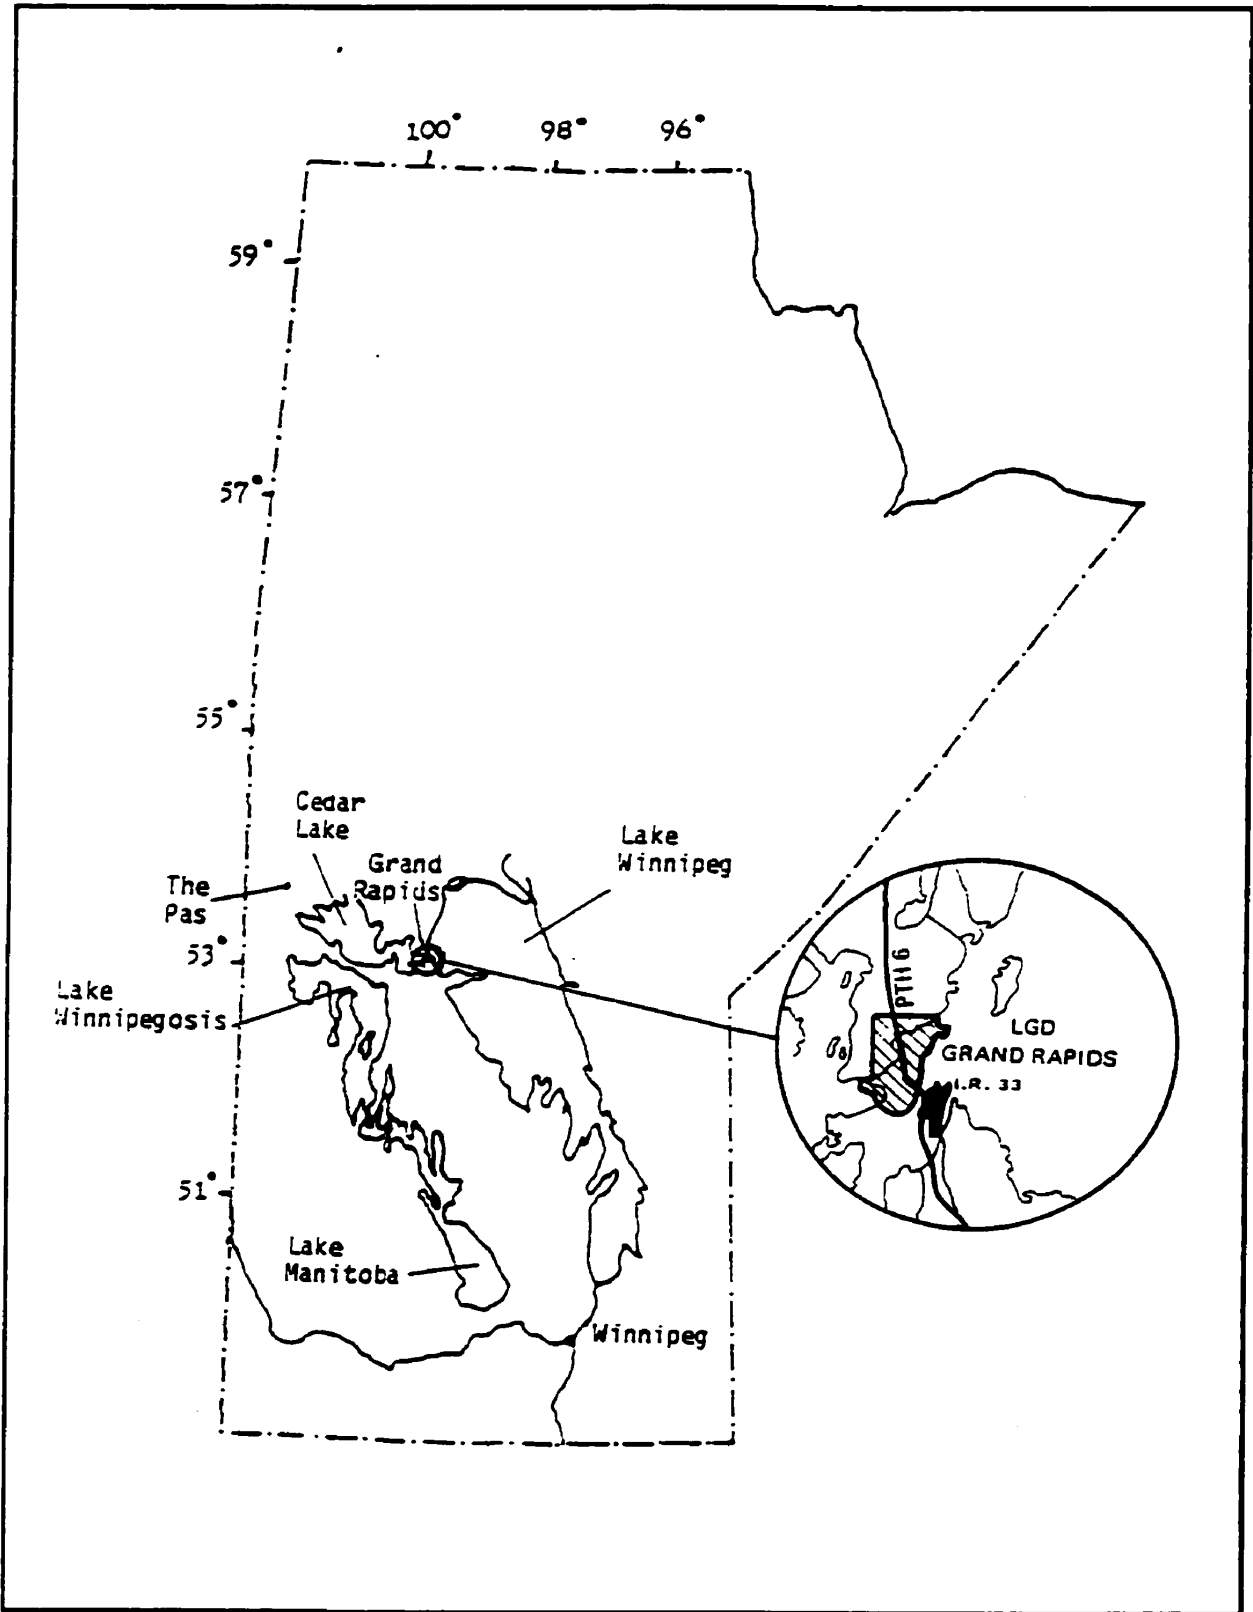 100° 98° 96°
59°
57°
55°
Cedar
Lake
Lake
Winnipeg
Grand
Rapids
The
Pas
53°
Lake
Winnipegosis
PTH 6
LGD
GRAND RAPIDS
I.R. 33
51°
Lake
Manitoba
Winnipeg